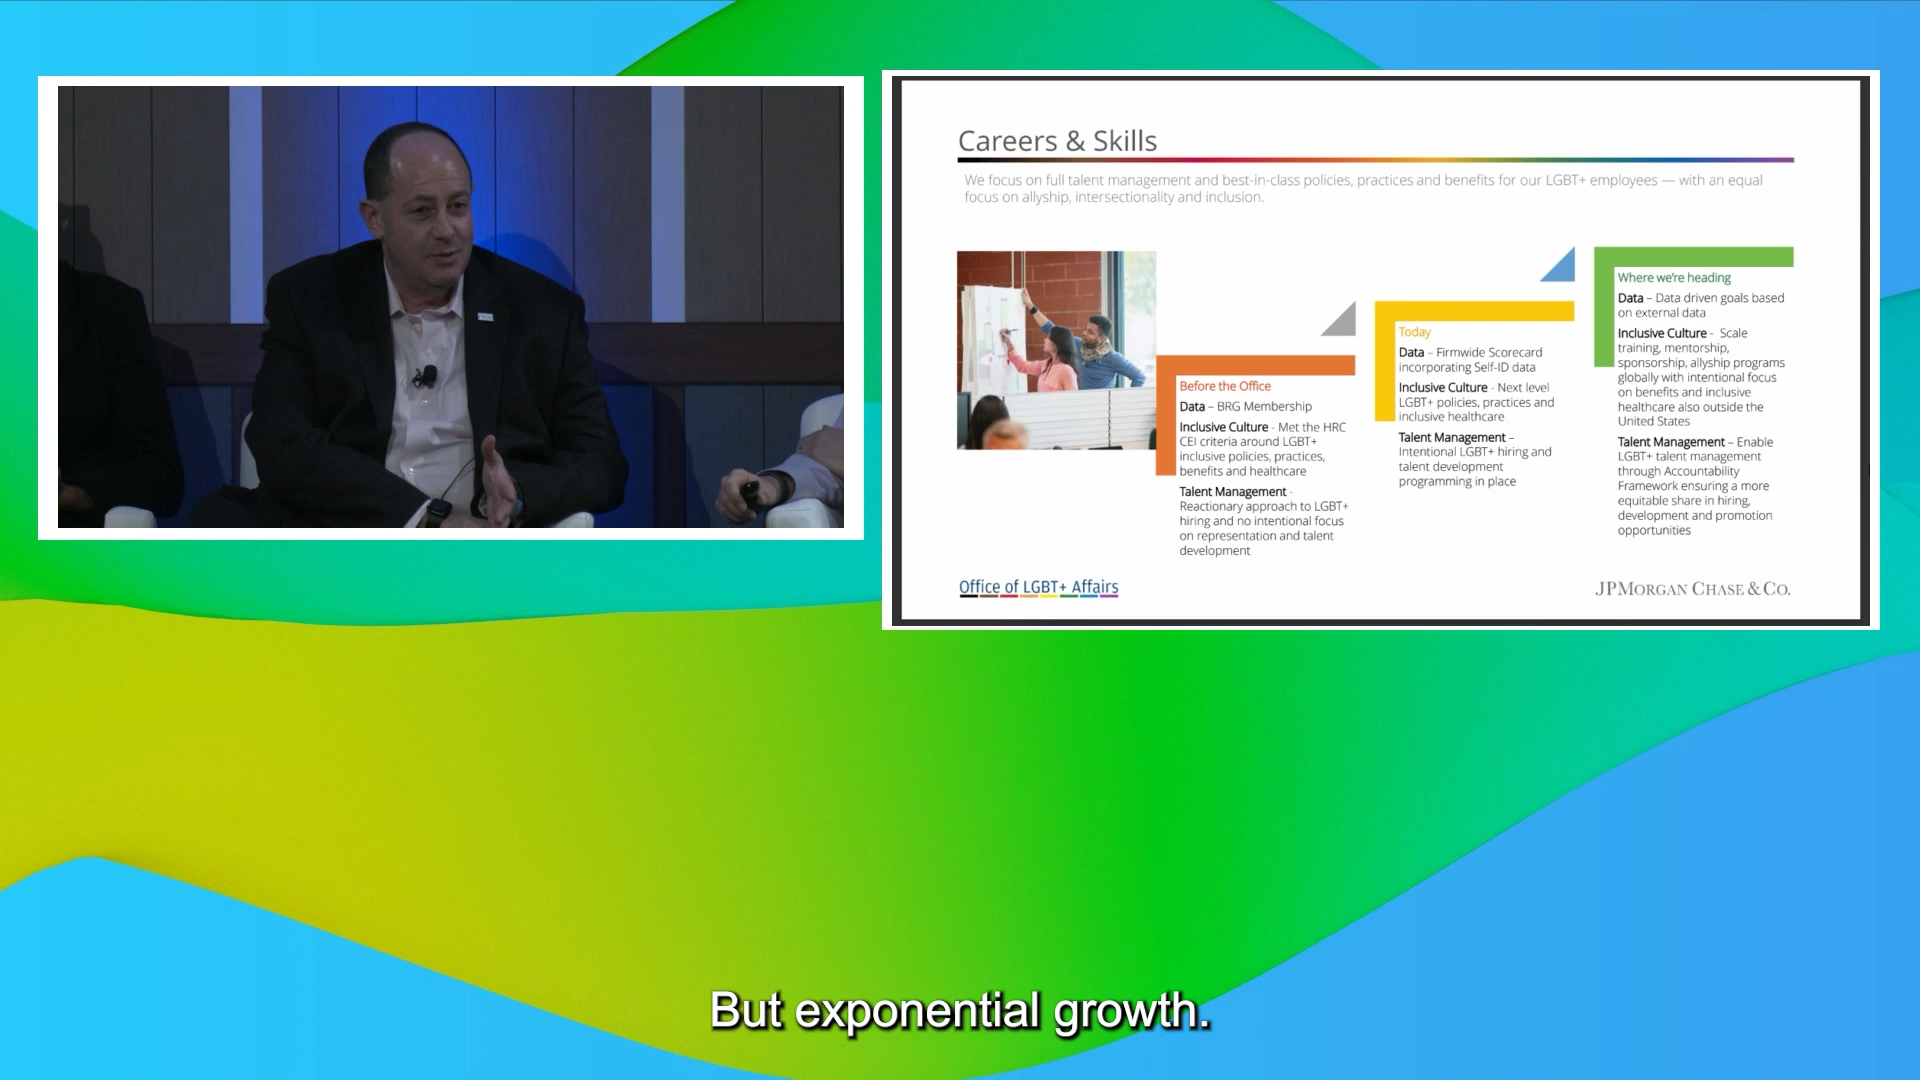 Careers & Skills
We focus on full talent management and best-in-class policies, practices and benefits for our LGBT+ employees — with an equal
focus on allyship, intersectionality and inclusion.
Before the Office
Data – BRG Membership
Inclusive Culture - Met the HRC
CEI criteria around LGBT+
inclusive policies, practices,
benefits and healthcare
Talent Management -
Reactionary approach to LGBT+
hiring and no intentional focus
on representation and talent
development
Today
Data – Firmwide Scorecard
incorporating Self-ID data
Inclusive Culture - Next level
LGBT+ policies, practices and
inclusive healthcare
Talent Management –
Intentional LGBT+ hiring and
talent development
programming in place
Where we're heading
Data – Data driven goals based
on external data
Inclusive Culture - Scale
training, mentorship,
sponsorship, allyship programs
globally with intentional focus
on benefits and inclusive
healthcare also outside the
United States
Talent Management – Enable
LGBT+ talent management
through Accountability
Framework ensuring a more
equitable share in hiring,
development and promotion
opportunities
Office of LGBT+ Affairs
JPMORGAN CHASE & CO.
But exponential growth.